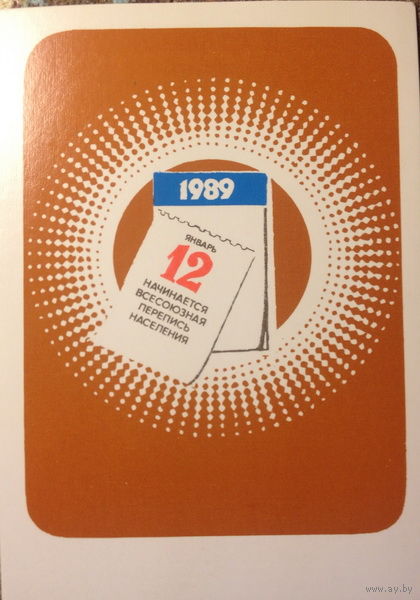 1989
ЯНВАРЬ
12
НАЧИНАЕТСЯ
ВСЕСОЮЗНАЯ
ПЕРЕПИСЬ
НАСЕЛЕНИЯ
www.ay.by